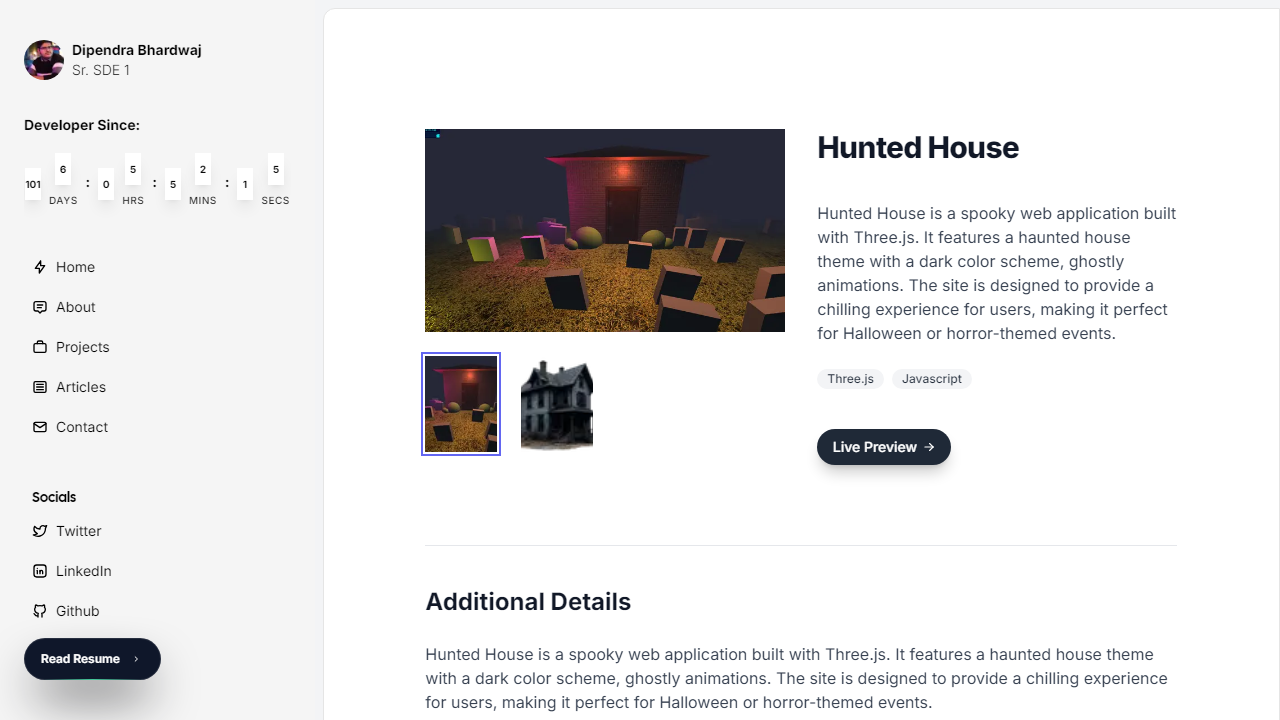 Dipendra Bhardwaj
Sr. SDE 1
Developer Since:
101 6 : 0 5 : 5 2 : 1 5
DAYS HRS MINS SECS
Home
About
Projects
Articles
Contact
Socials
Twitter
LinkedIn
Github
Read Resume
Hunted House
Hunted House is a spooky web application built
with Three.js. It features a haunted house
theme with a dark color scheme, ghostly
animations. The site is designed to provide a
chilling experience for users, making it perfect
for Halloween or horror-themed events.
Three.js Javascript
Live Preview →
Additional Details
Hunted House is a spooky web application built with Three.js. It features a haunted house theme
with a dark color scheme, ghostly animations. The site is designed to provide a chilling experience
for users, making it perfect for Halloween or horror-themed events.